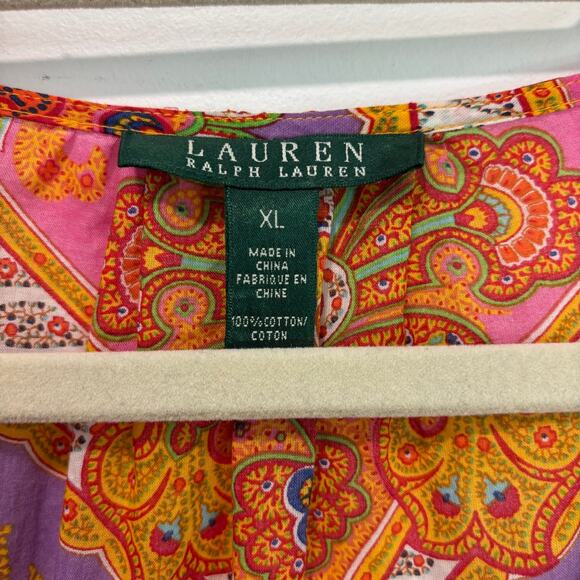 LAUREN
RALPH LAUREN
XL
MADE IN
CHINA
FABRIQUE EN
CHINE
100% COTTON/
COTON